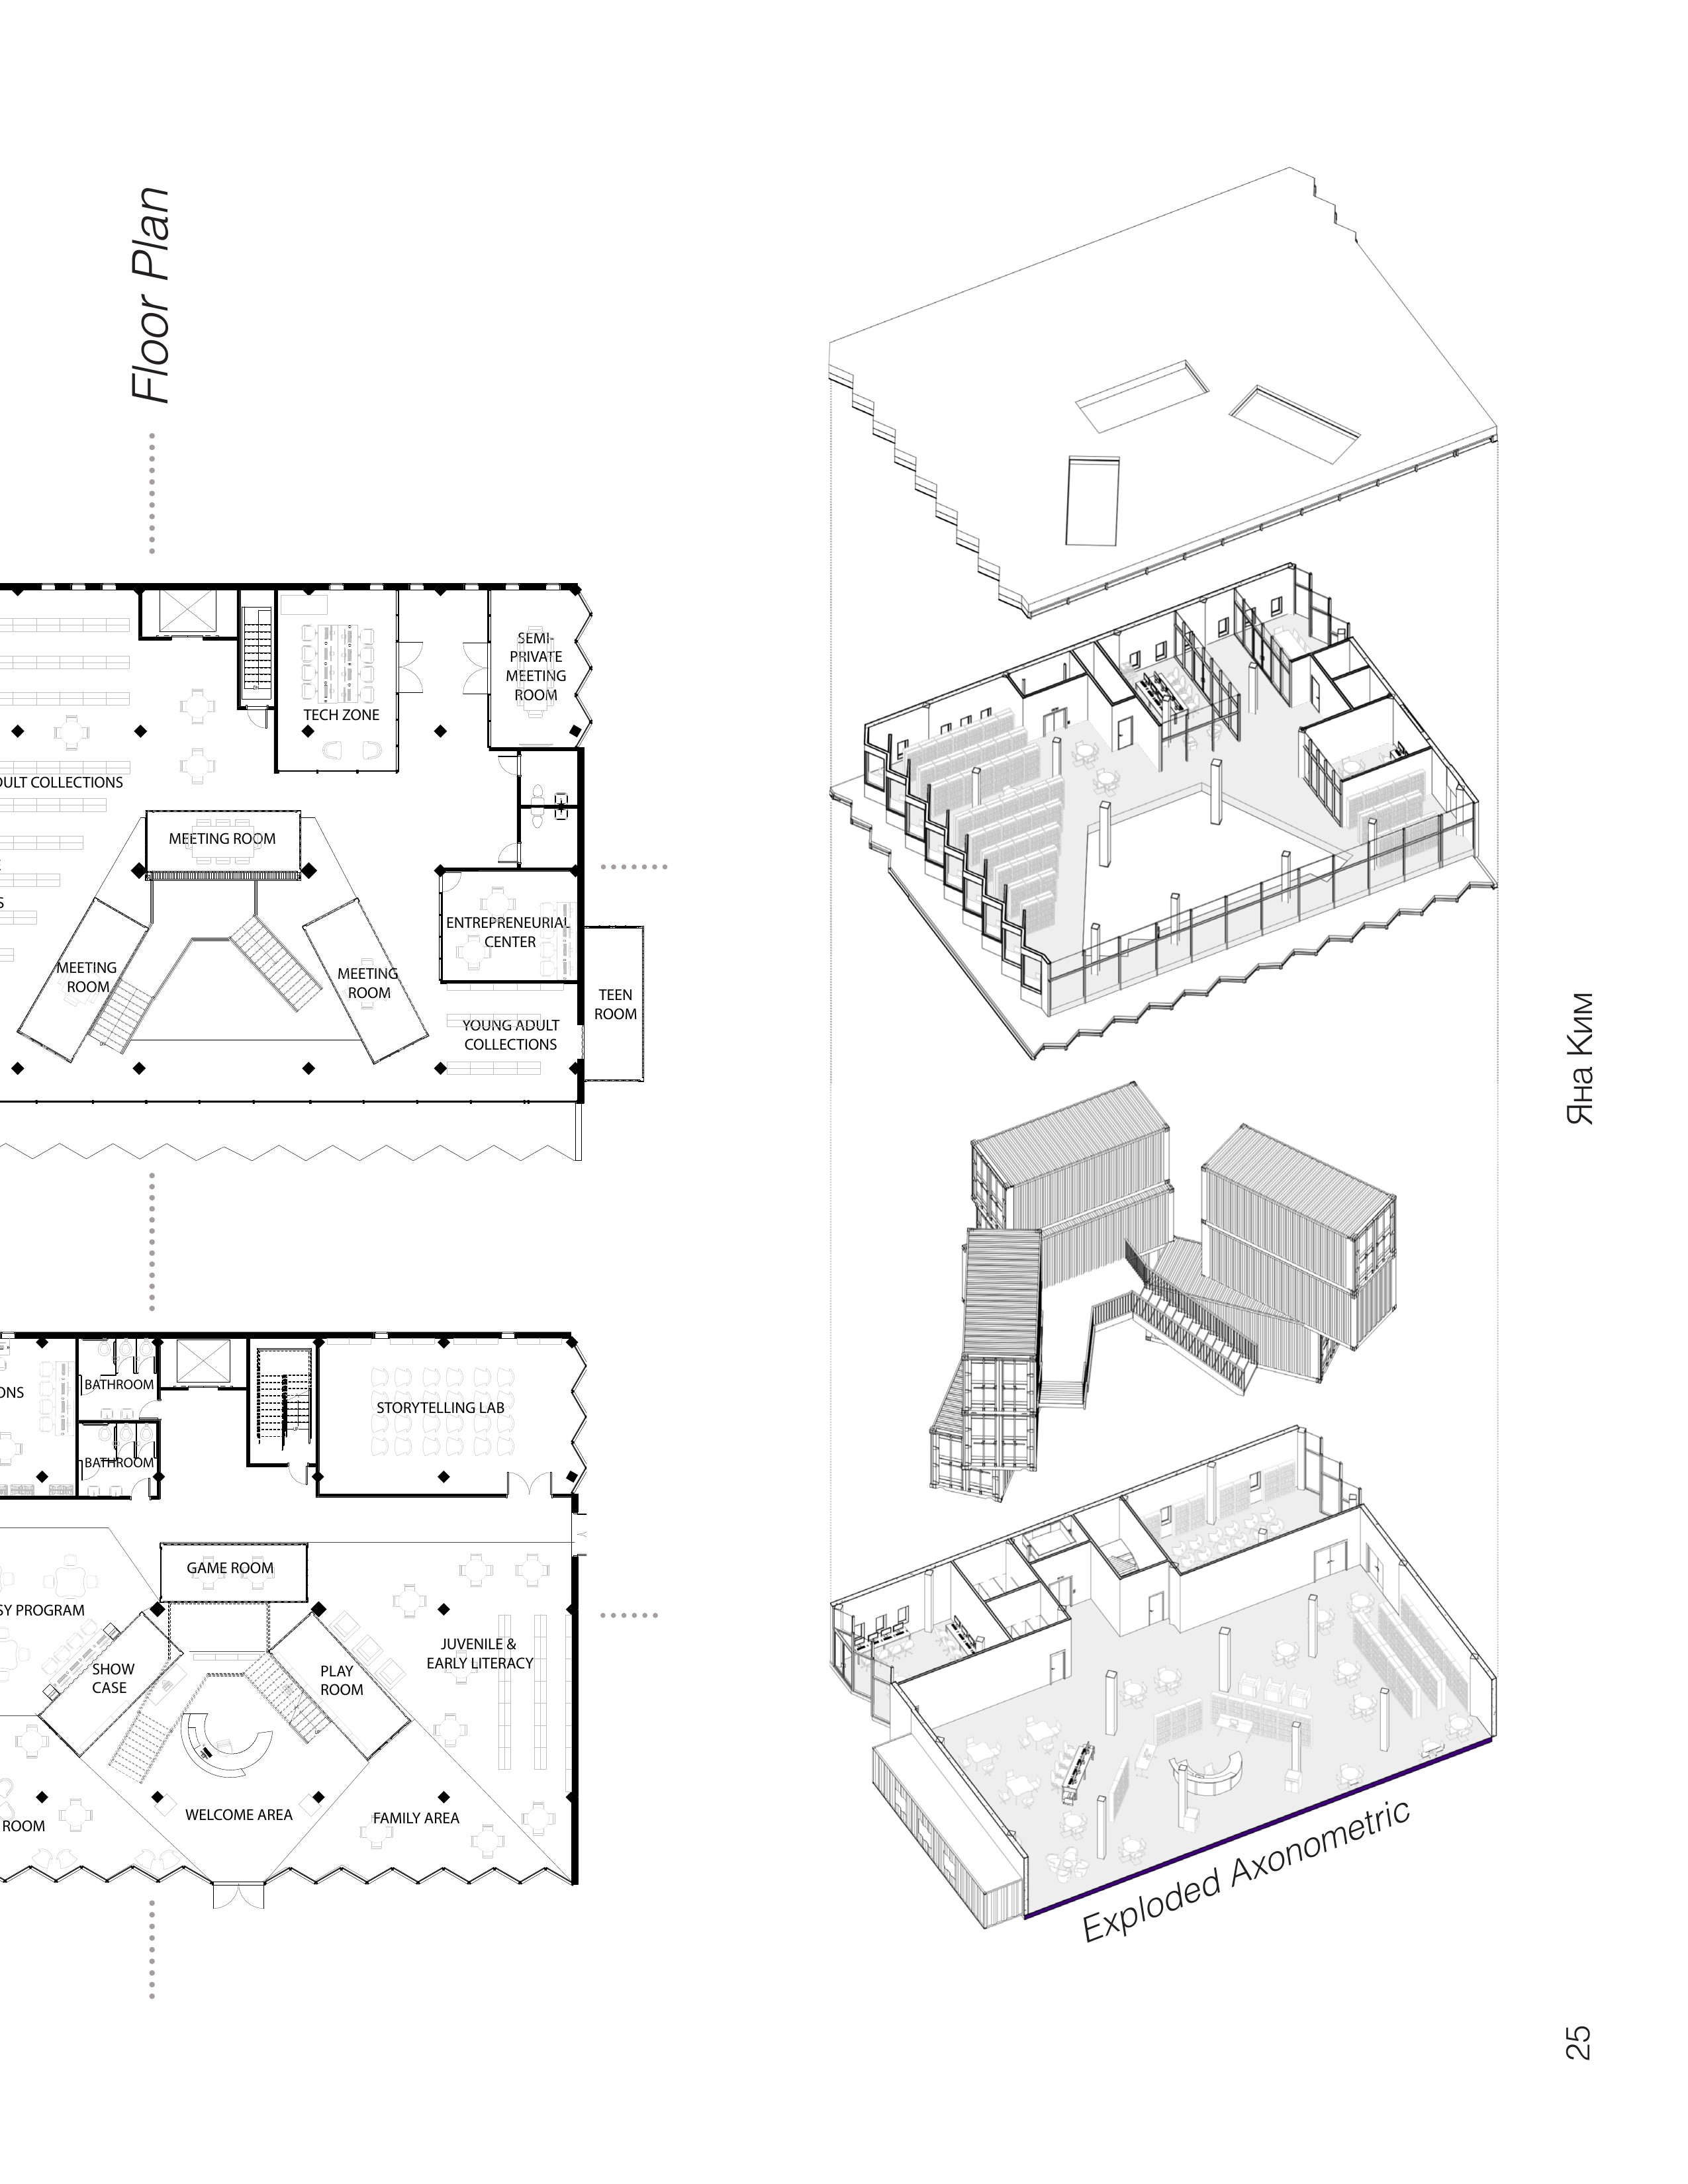 Floor Plan
SEMI-
PRIVATE
MEETING
ROOM
TECH ZONE
ULT COLLECTIONS
MEETING ROOM
S
ENTREPRENEURIAL
CENTER
MEETING
ROOM
MEETING
ROOM
TEEN
ROOM
YOUNG ADULT
COLLECTIONS
Яна Ким
BATHROOM
ONS
STORYTELLING LAB
BATHROOM
GAME ROOM
SY PROGRAM
JUVENILE &
EARLY LITERACY
SHOW
CASE
PLAY
ROOM
WELCOME AREA
FAMILY AREA
ROOM
Exploded Axonometric
25